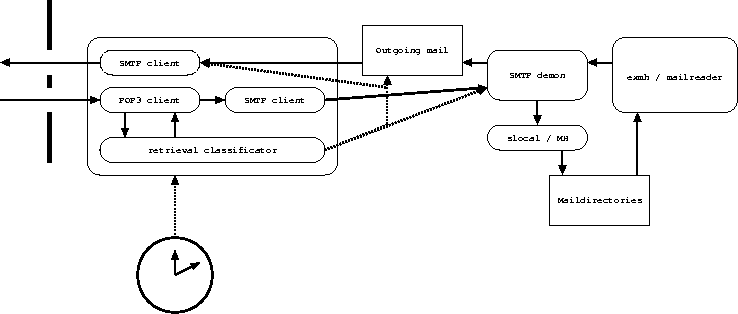 Outgoing mail
SMTP client
SMTP demon
exmh / mailreader
POP3 client
SMTP client
slocal / MH
retrieval classificator
Maildirectories